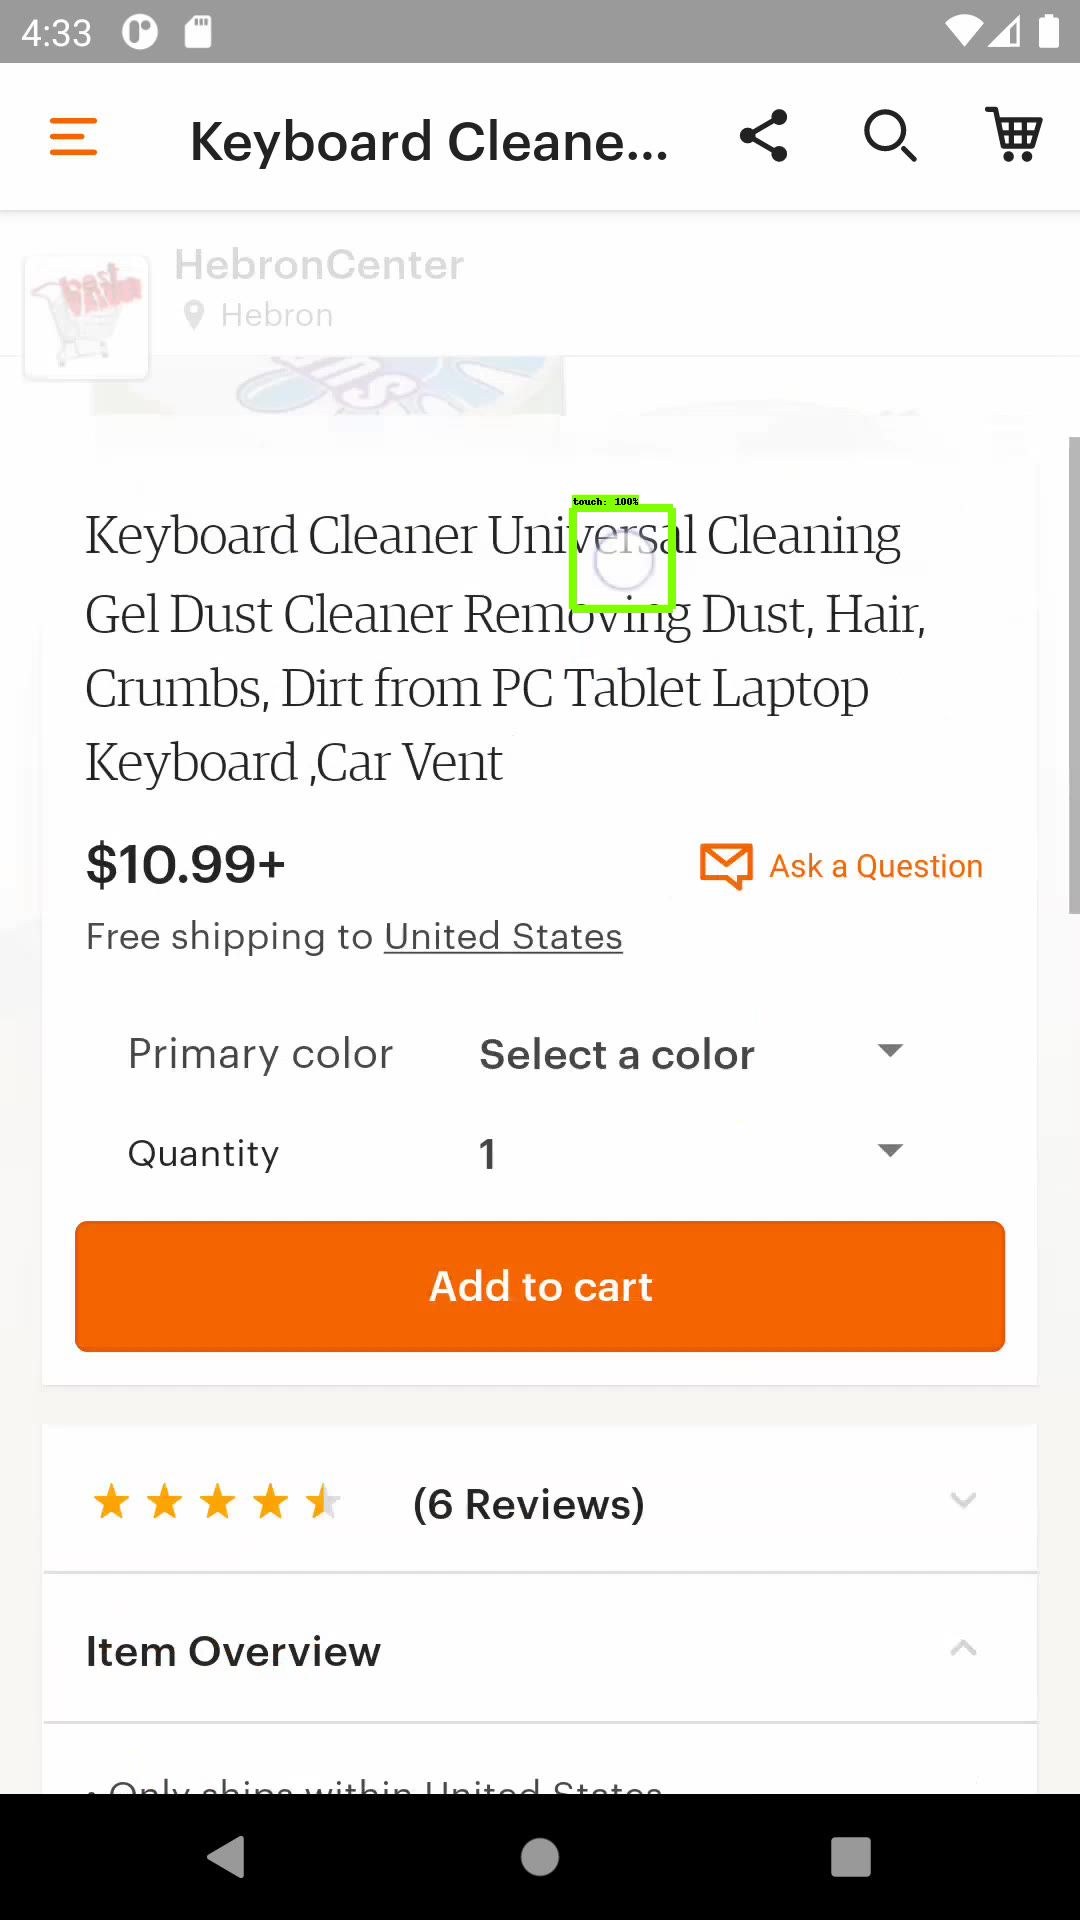 4:33
Keyboard Cleane...
HebronCenter
Hebron
touch: 100%
Keyboard Cleaner Universal Cleaning
Gel Dust Cleaner Removing Dust, Hair,
Crumbs, Dirt from PC Tablet Laptop
Keyboard ,Car Vent
$10.99+
Ask a Question
Free shipping to United States
Primary color
Select a color
Quantity
1
Add to cart
(6 Reviews)
Item Overview
• Only ships within United States